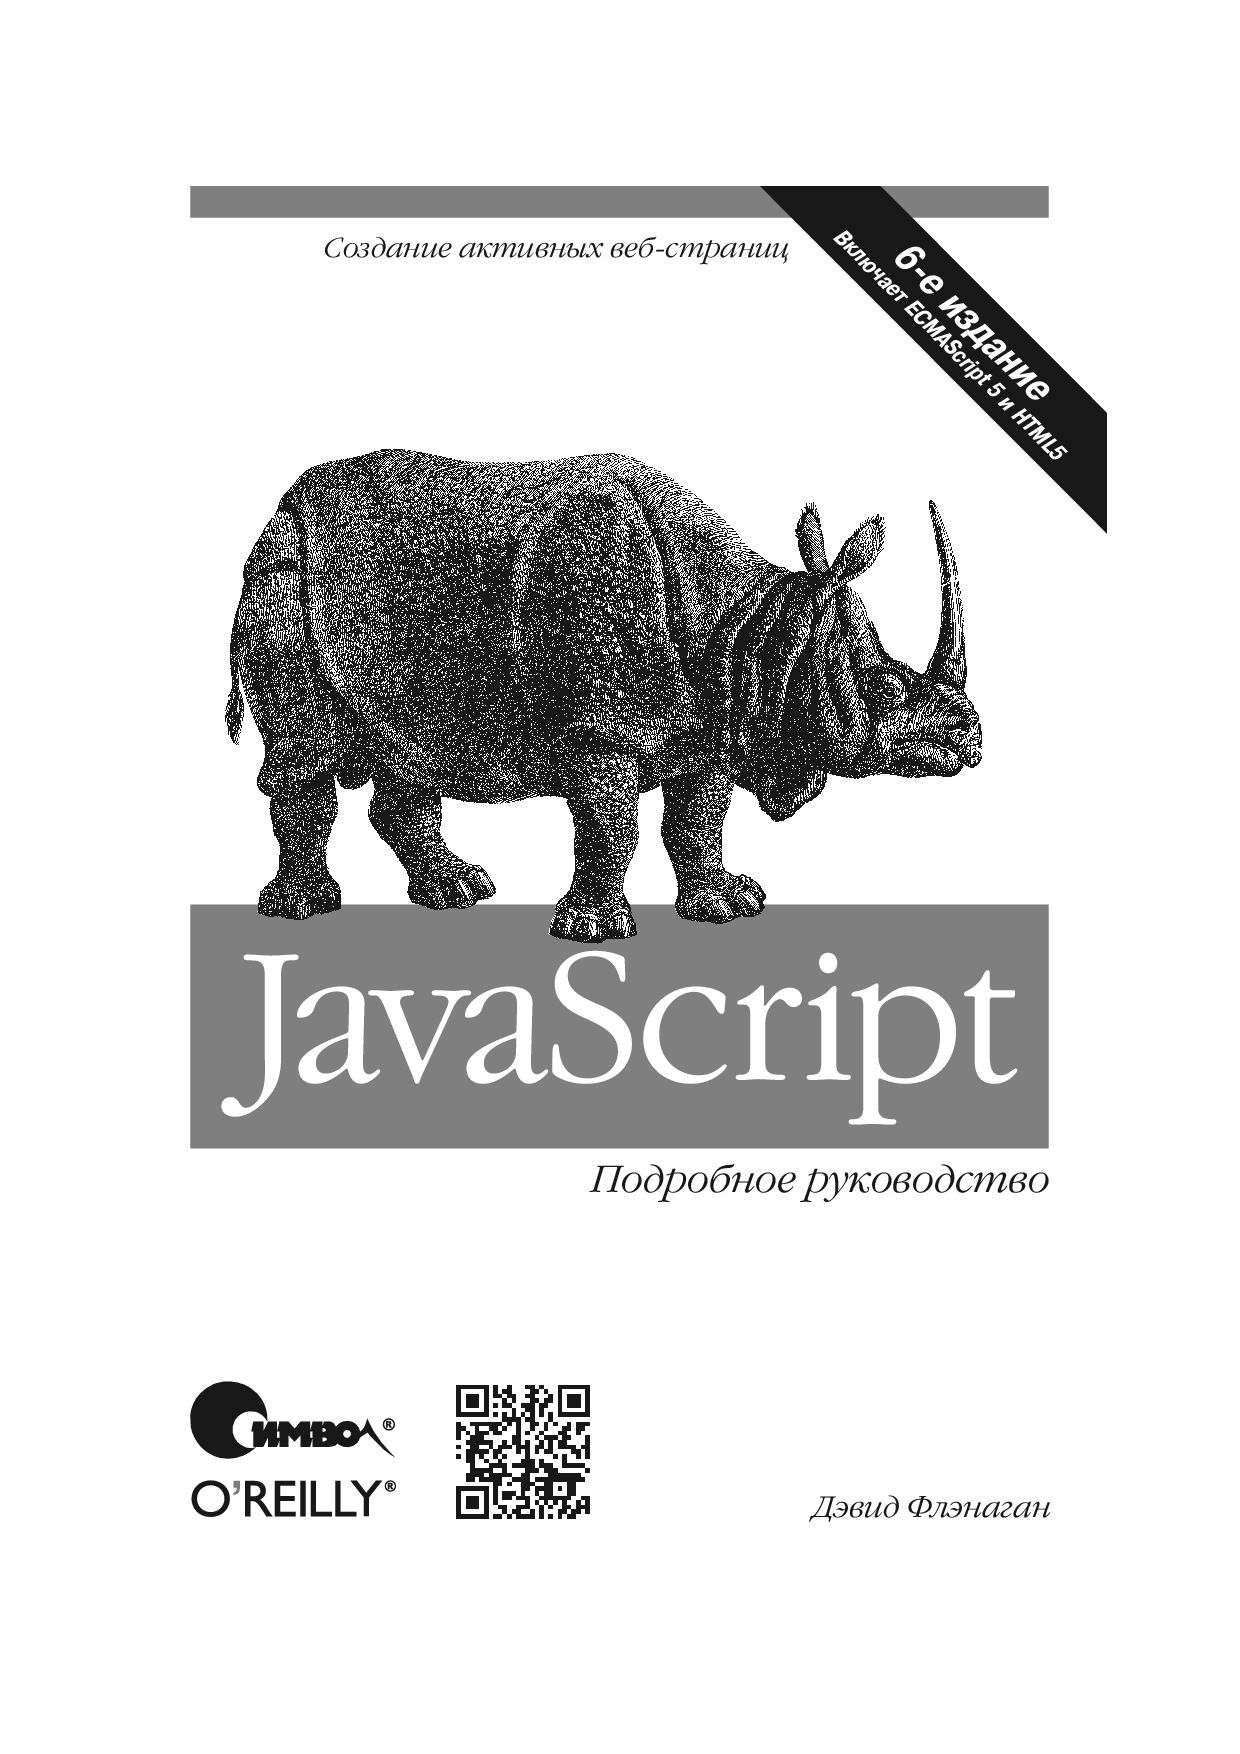 Создание активных веб-страниц
6-е издание
Включает ECMAScript 5 и HTML5
JavaScript
Подробное руководство
Символ®
O'REILLY®
Дэвид Флэнаган